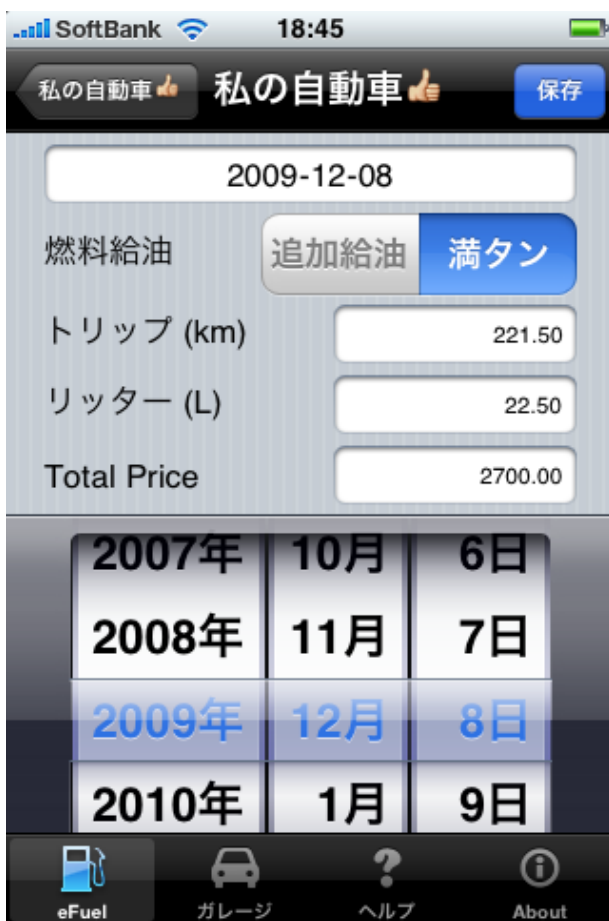 SoftBank 18:45
私の自動車👍 私の自動車👍 保存
2009-12-08
燃料給油 追加給油 満タン
トリップ (km) 221.50
リッター (L) 22.50
Total Price 2700.00
2007年 10月 6日
2008年 11月 7日
2009年 12月 8日
2010年 1月 9日
eFuel ガレージ ヘルプ About